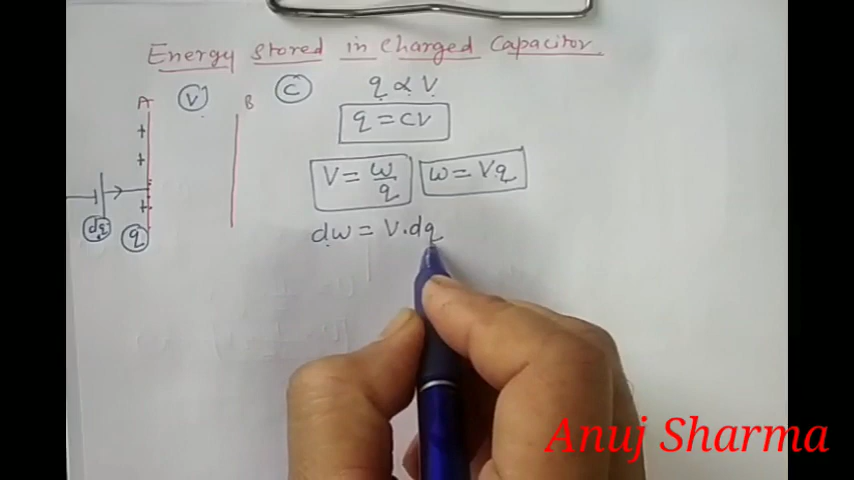 Energy stored in charged Capacitor.
A V B C q ∝ V
+ q = CV
+ V = w/q w = Vq
+ dq q dw = V.dq
Anuj Sharma